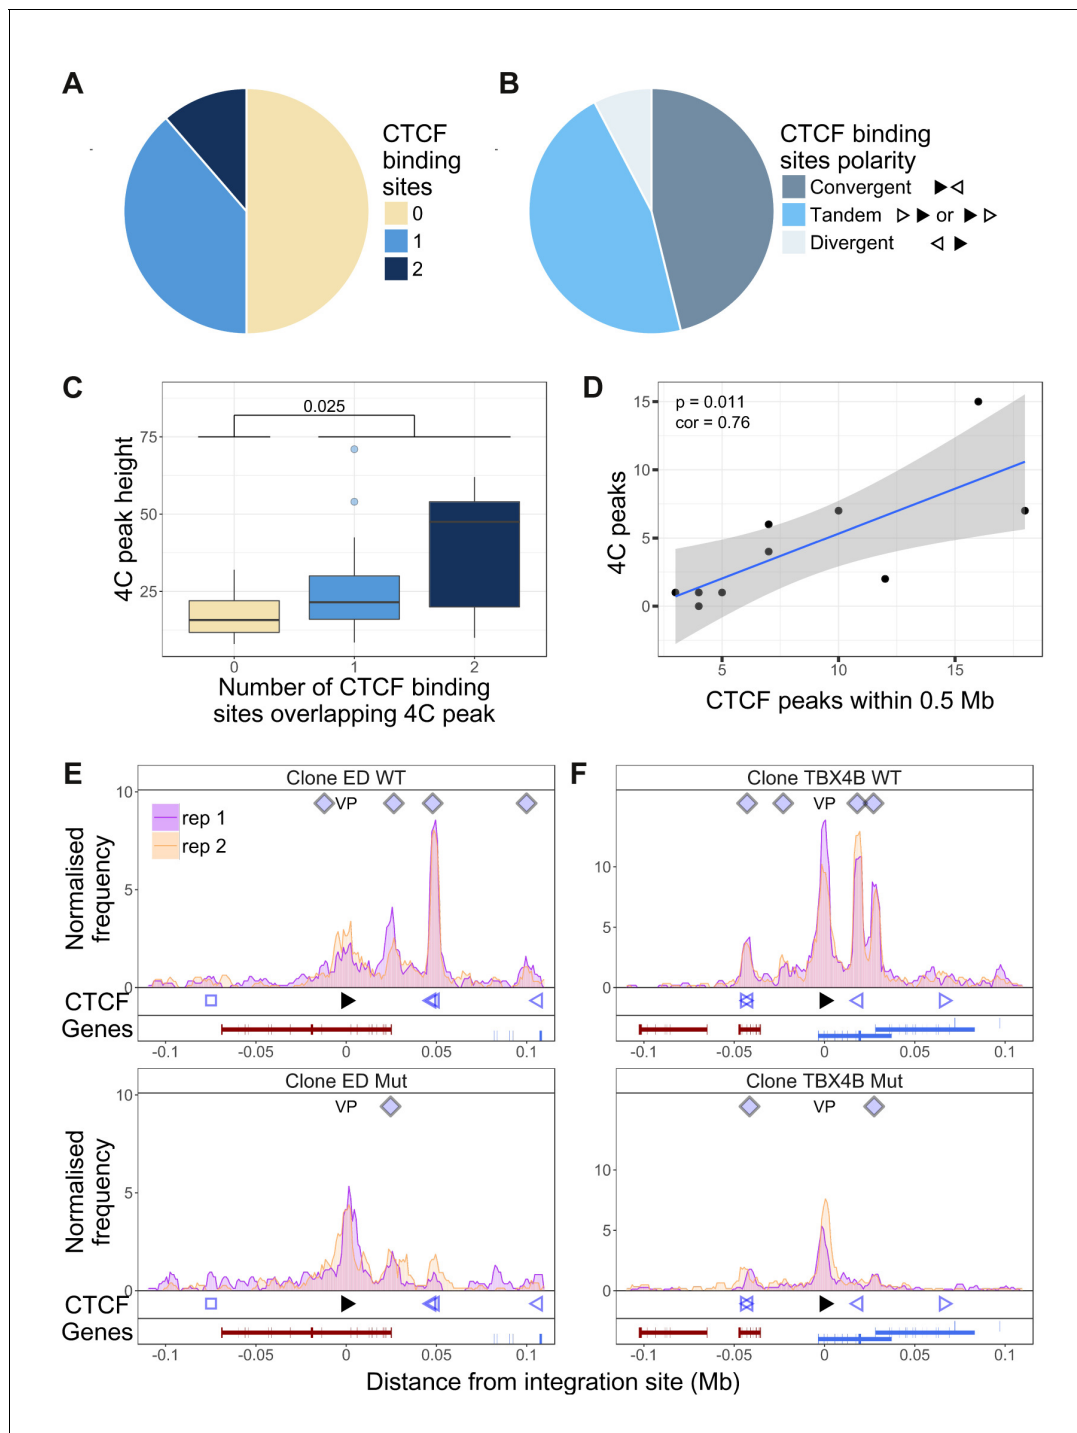 A
CTCF
binding
sites
0
1
2
B
CTCF binding
sites polarity
Convergent
Tandem or
Divergent
C
4C peak height
75
50
25
0.025
0
1
2
Number of CTCF binding
sites overlapping 4C peak
D
4C peaks
15
10
5
0
p = 0.011
cor = 0.76
5
10
15
CTCF peaks within 0.5 Mb
E
Clone ED WT
Normalised
frequency
10
5
0
VP
rep 1
rep 2
CTCF
Genes
-0.1
-0.05
0
0.05
0.1
F
Clone TBX4B WT
VP
10
5
0
-0.1
-0.05
0
0.05
0.1
Clone ED Mut
Normalised
frequency
10
5
0
VP
CTCF
Genes
-0.1
-0.05
0
0.05
0.1
Clone TBX4B Mut
VP
10
5
0
-0.1
-0.05
0
0.05
0.1
Distance from integration site (Mb)